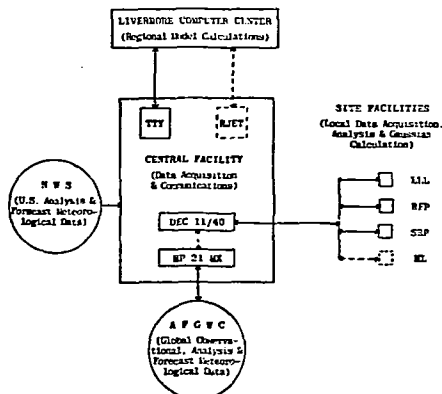 LIVERMORE COMPUTER CENTER
(Regional Model Calculations)
TTY
RJET
CENTRAL FACILITY
(Data Acquisition
& Communications)
DEC 11/40
HP 21 MX
N W S
(U.S. Analysis &
Forecast Meteoro-
logical Data)
SITE FACILITIES
(Local Data Acquisition,
Analysis & Gaussian
Calculation)
LLL
RFP
SRP
A F G W C
(Global Observa-
tional, Analysis &
Forecast Meteoro-
logical Data)